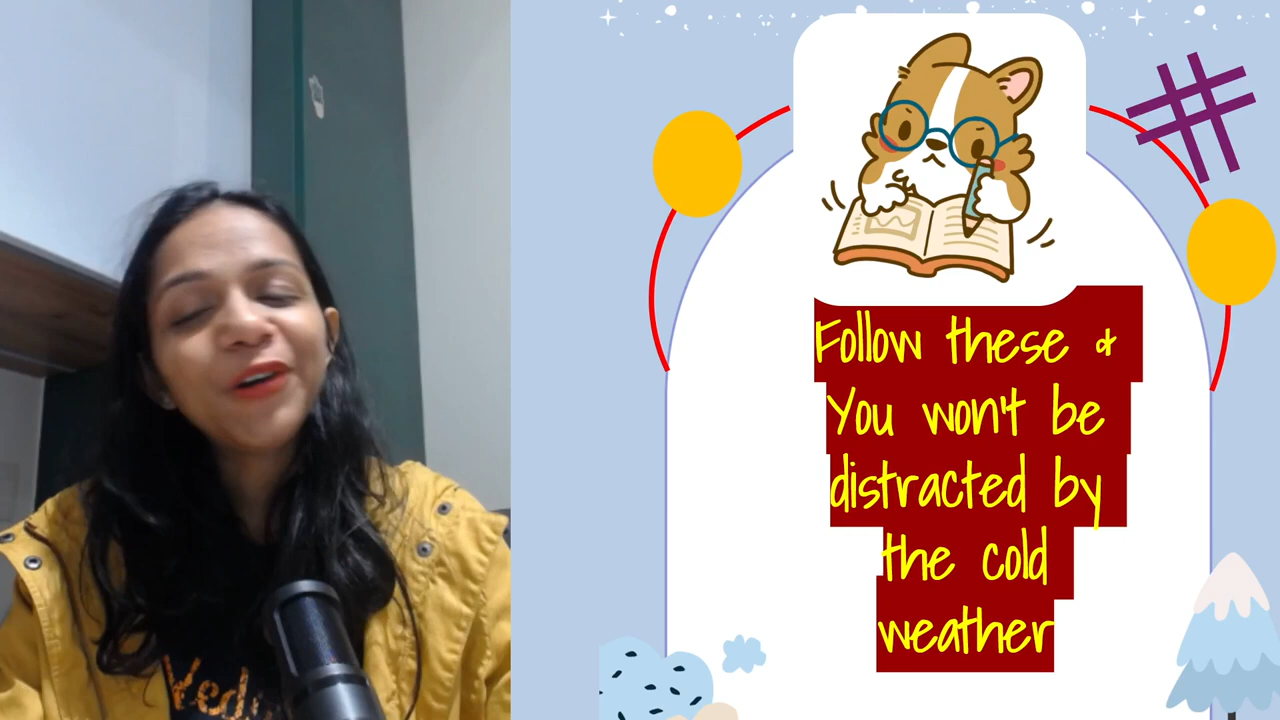 Follow these &
You won't be
distracted by
the cold
weather